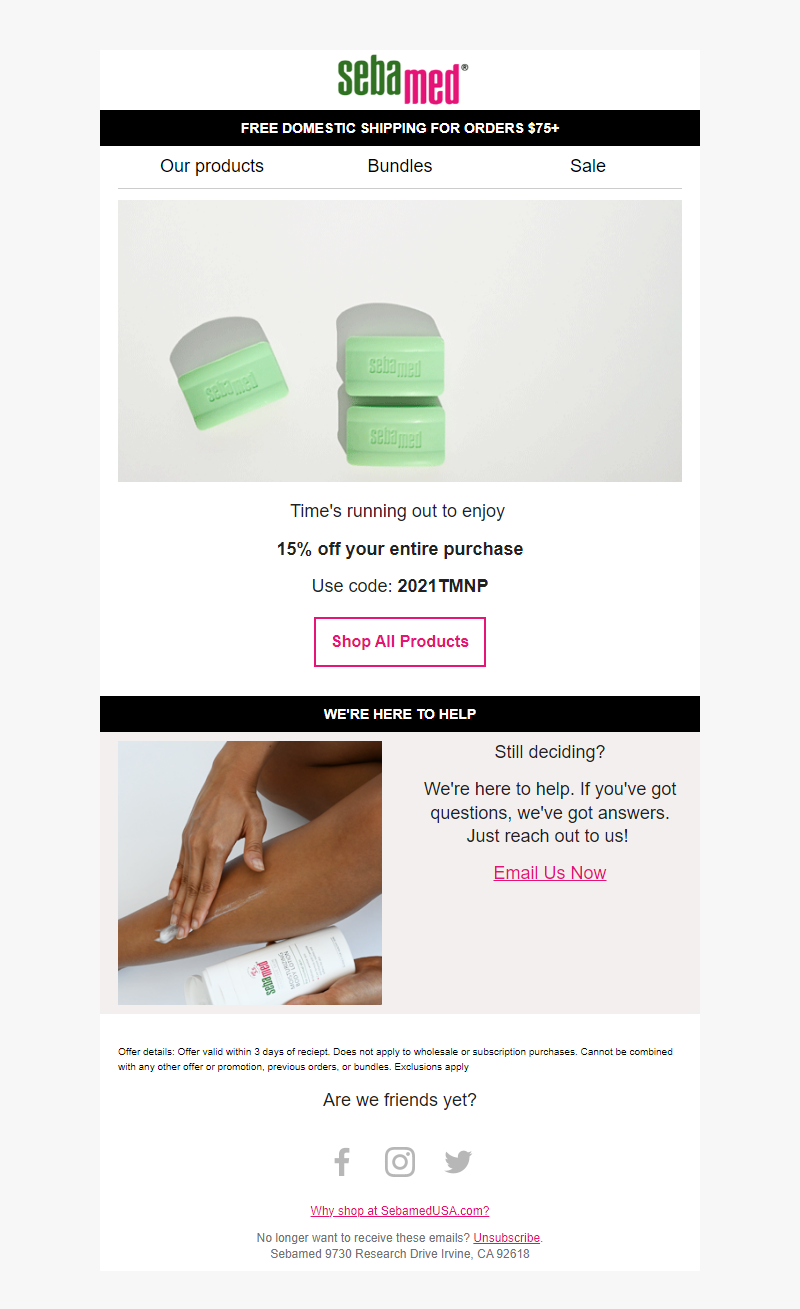 sebamed®
FREE DOMESTIC SHIPPING FOR ORDERS $75+
Our products Bundles Sale
sebamed
sebamed
sebamed
Time's running out to enjoy
15% off your entire purchase
Use code: 2021TMNP
Shop All Products
WE'RE HERE TO HELP
Still deciding?
We're here to help. If you've got
questions, we've got answers.
Just reach out to us!
Email Us Now
sebamed
MOISTURIZING
BODY LOTION
Offer details: Offer valid within 3 days of reciept. Does not apply to wholesale or subscription purchases. Cannot be combined
with any other offer or promotion, previous orders, or bundles. Exclusions apply
Are we friends yet?
Why shop at SebamedUSA.com?
No longer want to receive these emails? Unsubscribe.
Sebamed 9730 Research Drive Irvine, CA 92618